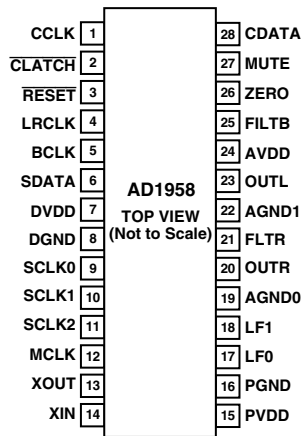 CCLK 1
CLATCH 2
RESET 3
LRCLK 4
BCLK 5
SDATA 6
DVDD 7
DGND 8
SCLK0 9
SCLK1 10
SCLK2 11
MCLK 12
XOUT 13
XIN 14
AD1958
TOP VIEW
(Not to Scale)
28 CDATA
27 MUTE
26 ZERO
25 FILTB
24 AVDD
23 OUTL
22 AGND1
21 FLTR
20 OUTR
19 AGND0
18 LF1
17 LF0
16 PGND
15 PVDD